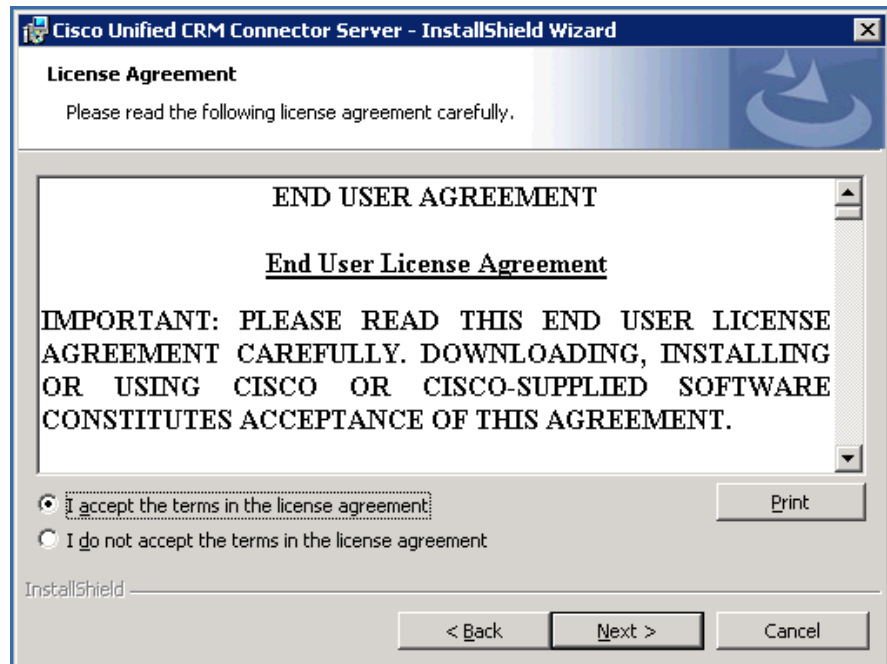 Cisco Unified CRM Connector Server - InstallShield Wizard
License Agreement
Please read the following license agreement carefully.
END USER AGREEMENT
End User License Agreement
IMPORTANT: PLEASE READ THIS END USER LICENSE
AGREEMENT CAREFULLY. DOWNLOADING, INSTALLING
OR USING CISCO OR CISCO-SUPPLIED SOFTWARE
CONSTITUTES ACCEPTANCE OF THIS AGREEMENT.
I accept the terms in the license agreement
Print
I do not accept the terms in the license agreement
InstallShield
< Back Next > Cancel